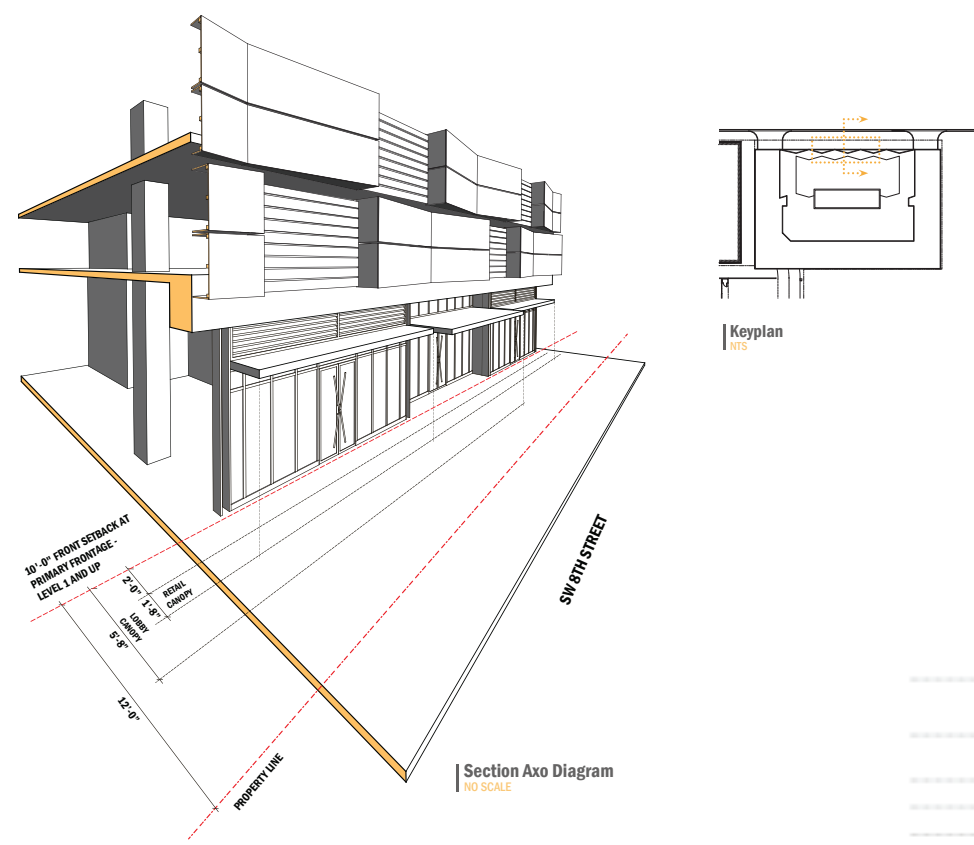 Keyplan
NTS
10'-0" FRONT SETBACK AT
PRIMARY FRONTAGE -
LEVEL 1 AND UP
2'-0"
1'-8"
RETAIL
CANOPY
LOBBY
CANOPY
5'-8"
12'-0"
SW 8TH STREET
PROPERTY LINE
Section Axo Diagram
NO SCALE